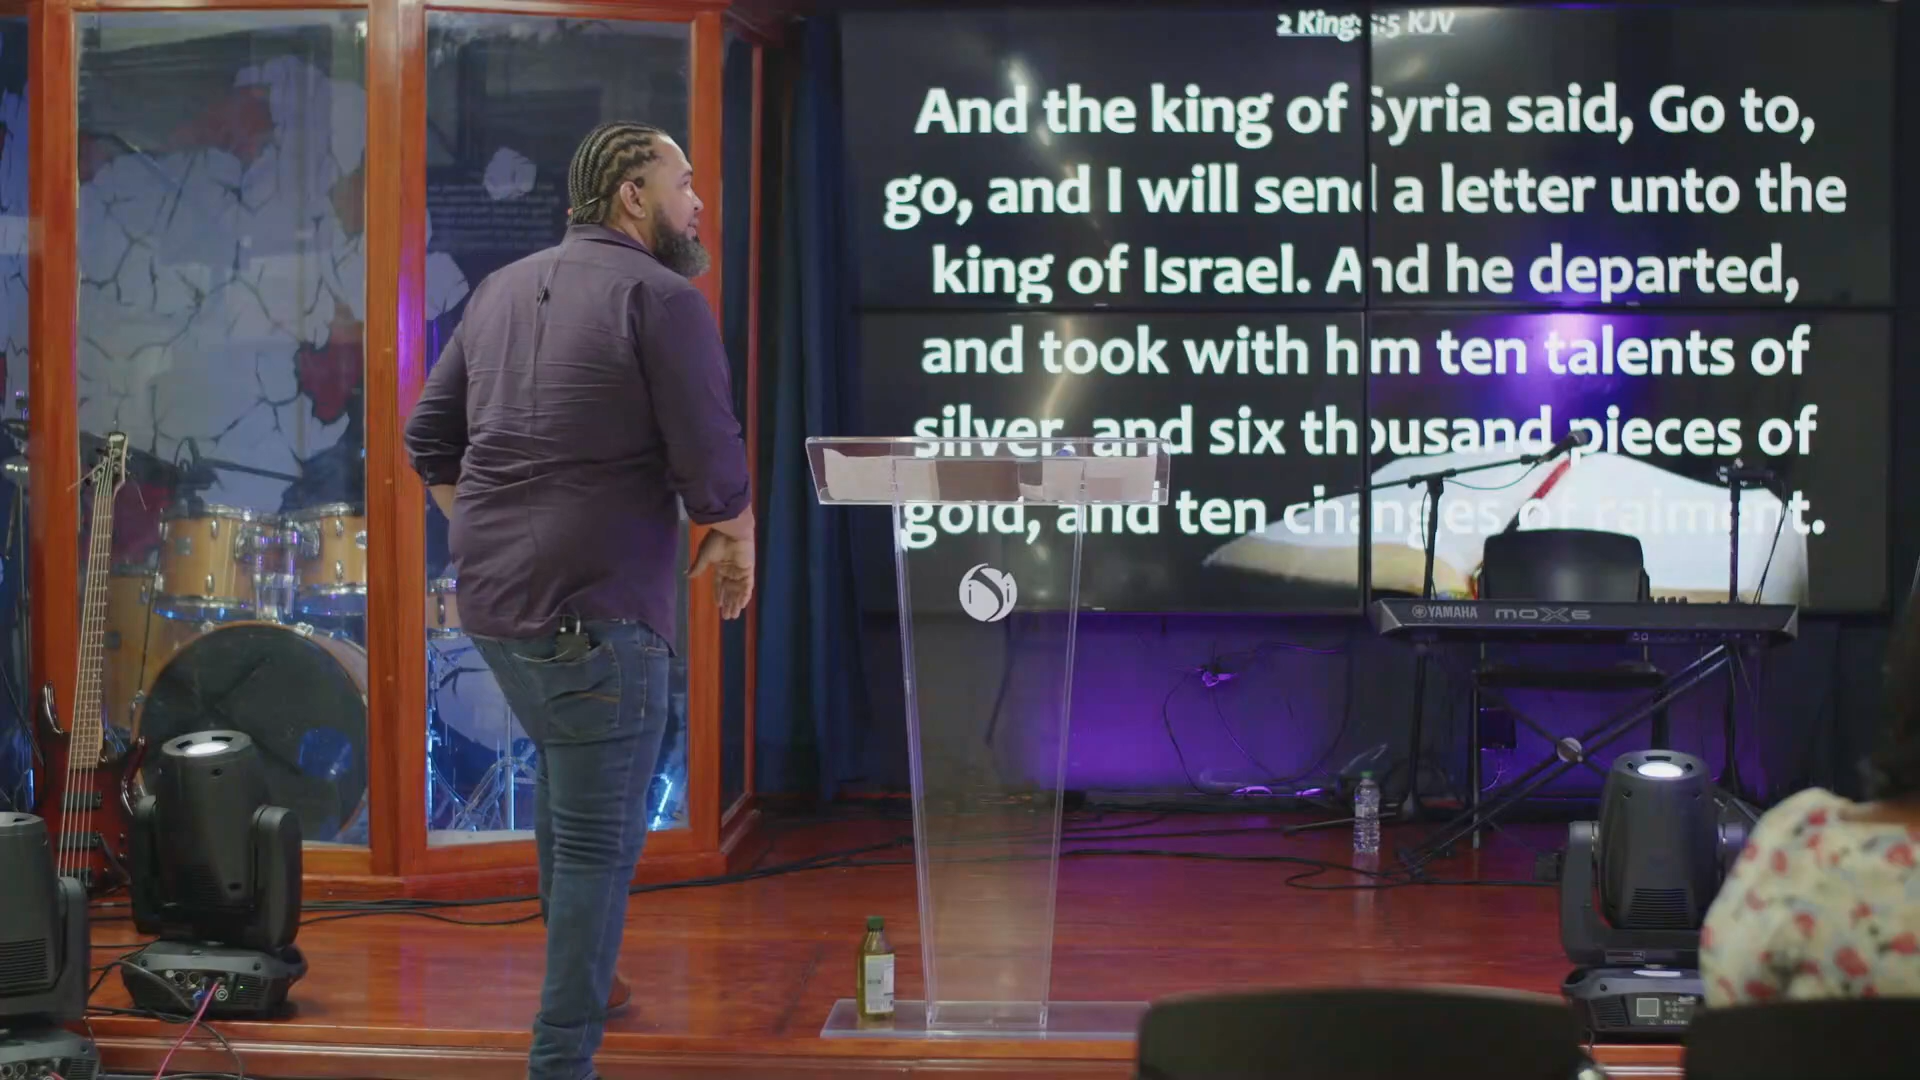 2 Kings 5:5 KJV
And the king of Syria said, Go to,
go, and I will send a letter unto the
king of Israel. And he departed,
and took with him ten talents of
silver, and six thousand pieces of
gold, and ten changes of raiment.
YAMAHA MOX6